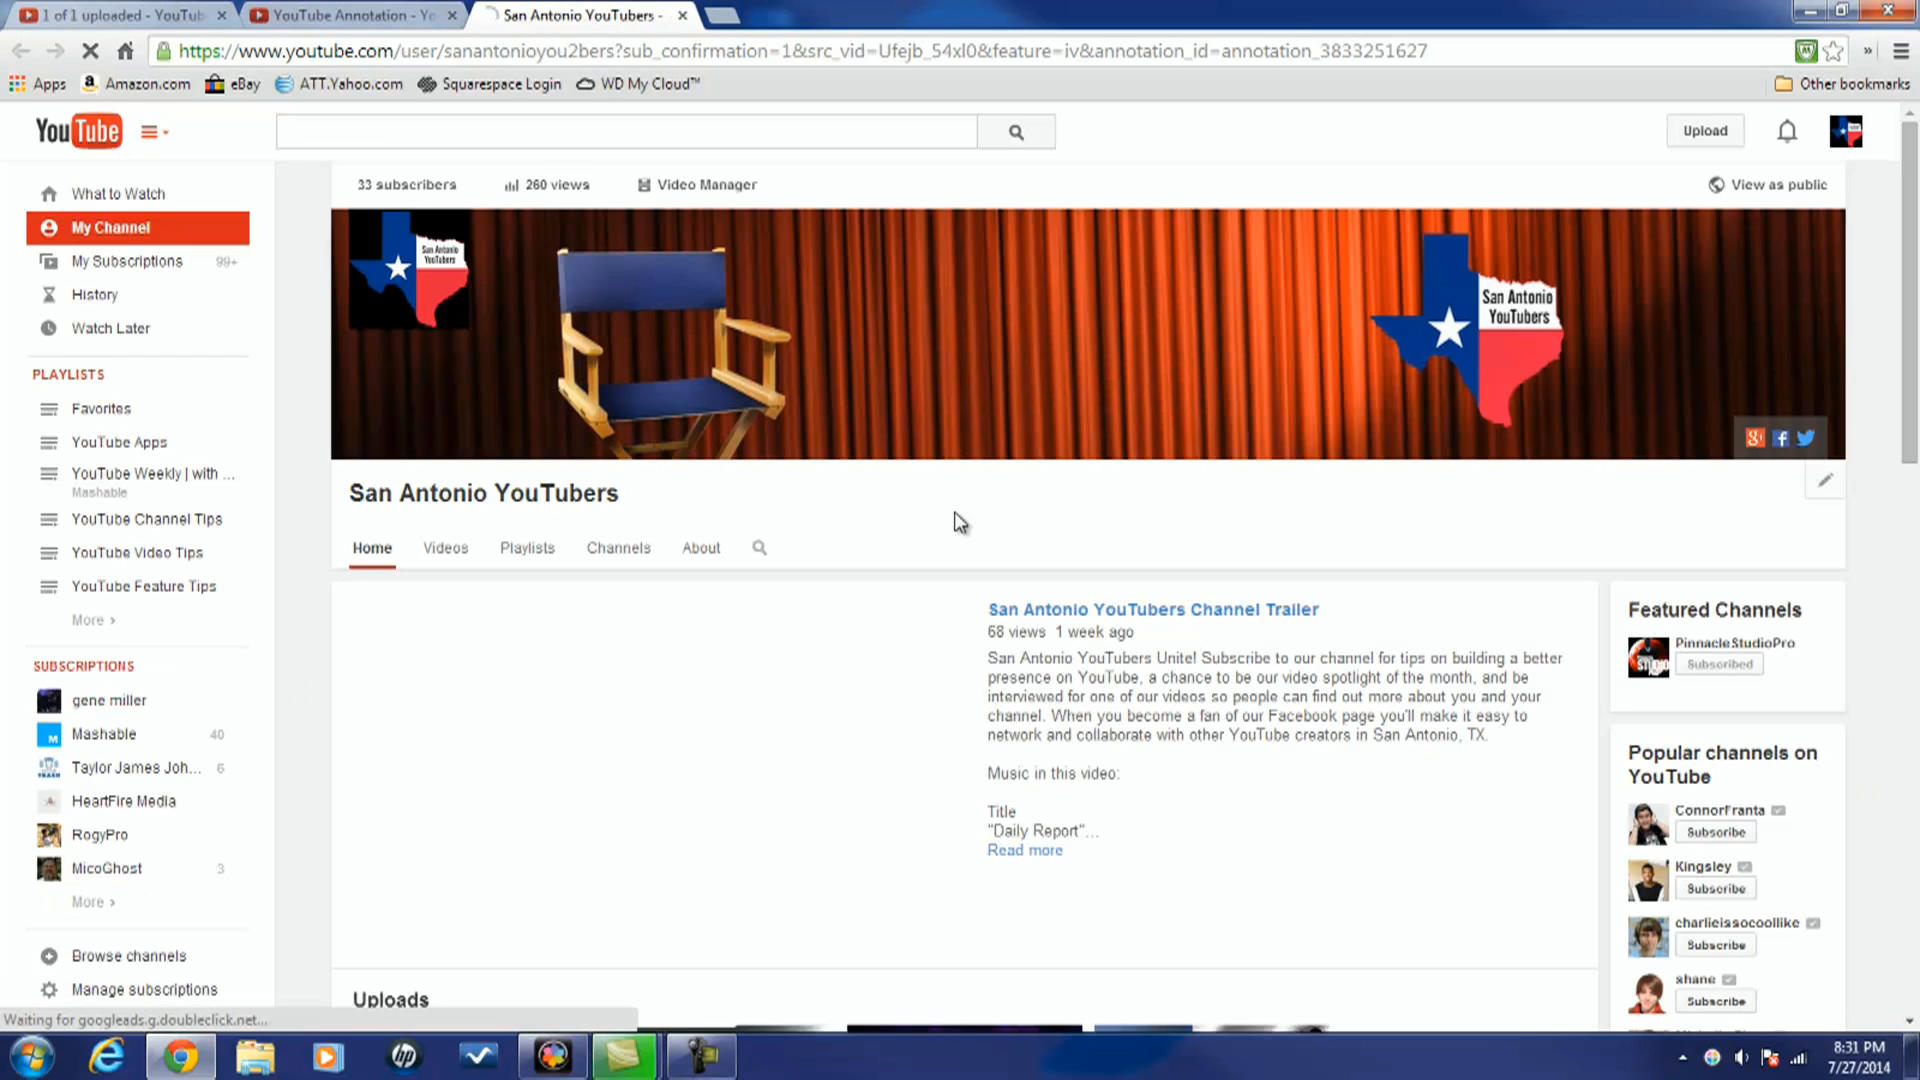 1 of 1 uploaded - YouTub
YouTube Annotation - Yo
San Antonio YouTubers -
https://www.youtube.com/user/sanantonioyou2bers?sub_confirmation=1&src_vid=Ufejb_54xl0&feature=iv&annotation_id=annotation_3833251627
Apps
Amazon.com
eBay
ATT.Yahoo.com
Squarespace Login
WD My Cloud™
Other bookmarks
YouTube
Upload
33 subscribers
260 views
Video Manager
View as public
What to Watch
My Channel
My Subscriptions 99+
History
Watch Later
PLAYLISTS
Favorites
YouTube Apps
YouTube Weekly | with ...
Mashable
YouTube Channel Tips
YouTube Video Tips
YouTube Feature Tips
More ›
SUBSCRIPTIONS
gene miller
Mashable 40
Taylor James Joh... 6
HeartFire Media
RogyPro
MicoGhost 3
More ›
Browse channels
Manage subscriptions
San Antonio
YouTubers
San Antonio
YouTubers
San Antonio YouTubers
Home
Videos
Playlists
Channels
About
San Antonio YouTubers Channel Trailer
68 views 1 week ago
San Antonio YouTubers Unite! Subscribe to our channel for tips on building a better
presence on YouTube, a chance to be our video spotlight of the month, and be
interviewed for one of our videos so people can find out more about you and your
channel. When you become a fan of our Facebook page you'll make it easy to
network and collaborate with other YouTube creators in San Antonio, TX.
Music in this video:
Title
"Daily Report"...
Read more
Uploads
Featured Channels
PinnacleStudioPro
Subscribed
Popular channels on
YouTube
ConnorFranta
Subscribe
Kingsley
Subscribe
charlieissocoollike
Subscribe
shane
Subscribe
Waiting for googleads.g.doubleclick.net...
8:31 PM
7/27/2014